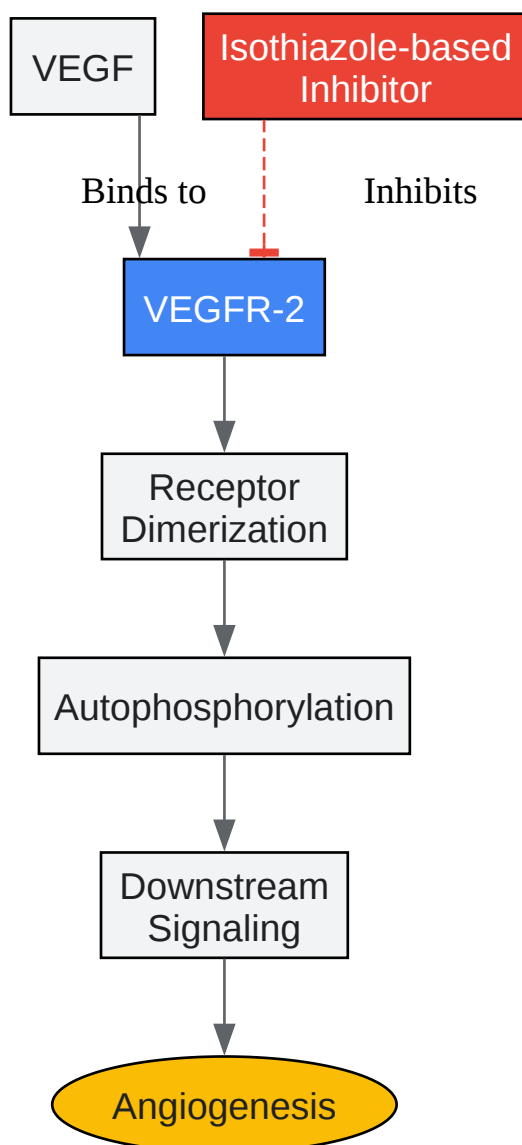 VEGF
Isothiazole-based
Inhibitor
Binds to
Inhibits
VEGFR-2
Receptor
Dimerization
Autophosphorylation
Downstream
Signaling
Angiogenesis